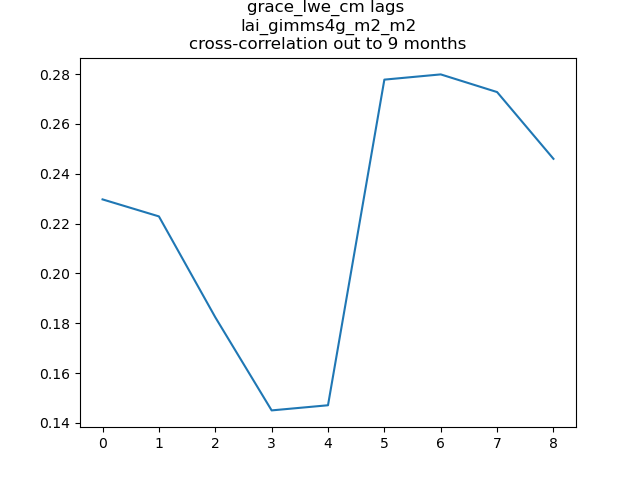 grace_lwe_cm lags
lai_gimms4g_m2_m2
cross-correlation out to 9 months
0.28
0.26
0.24
0.22
0.20
0.18
0.16
0.14
0 1 2 3 4 5 6 7 8